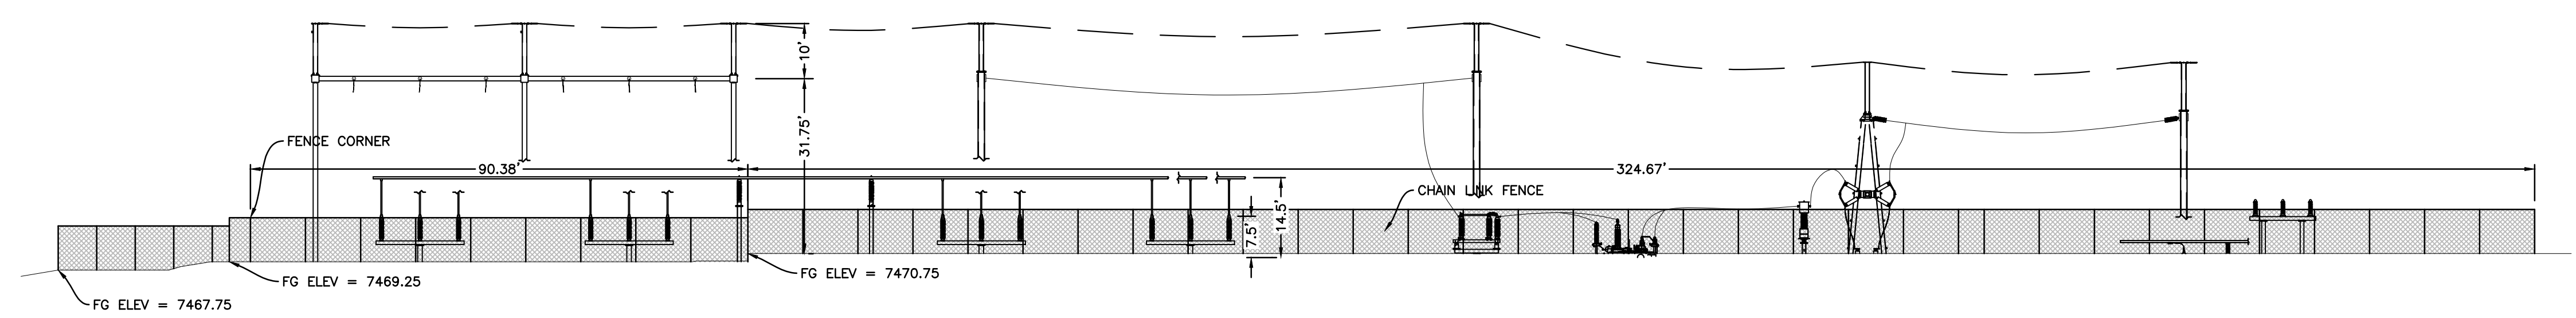 10'
31.75'
FENCE CORNER
90.38'
324.67'
CHAIN LINK FENCE
14.5'
7.5'
FG ELEV = 7470.75
FG ELEV = 7469.25
FG ELEV = 7467.75